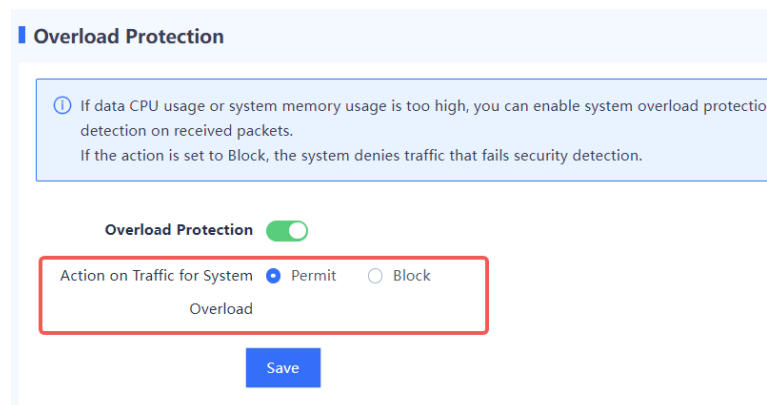 Overload Protection
If data CPU usage or system memory usage is too high, you can enable system overload
detection on received packets.
If the action is set to Block, the system denies traffic that fails security detection.
Overload Protection
Action on Traffic for System Permit Block
Overload
Save